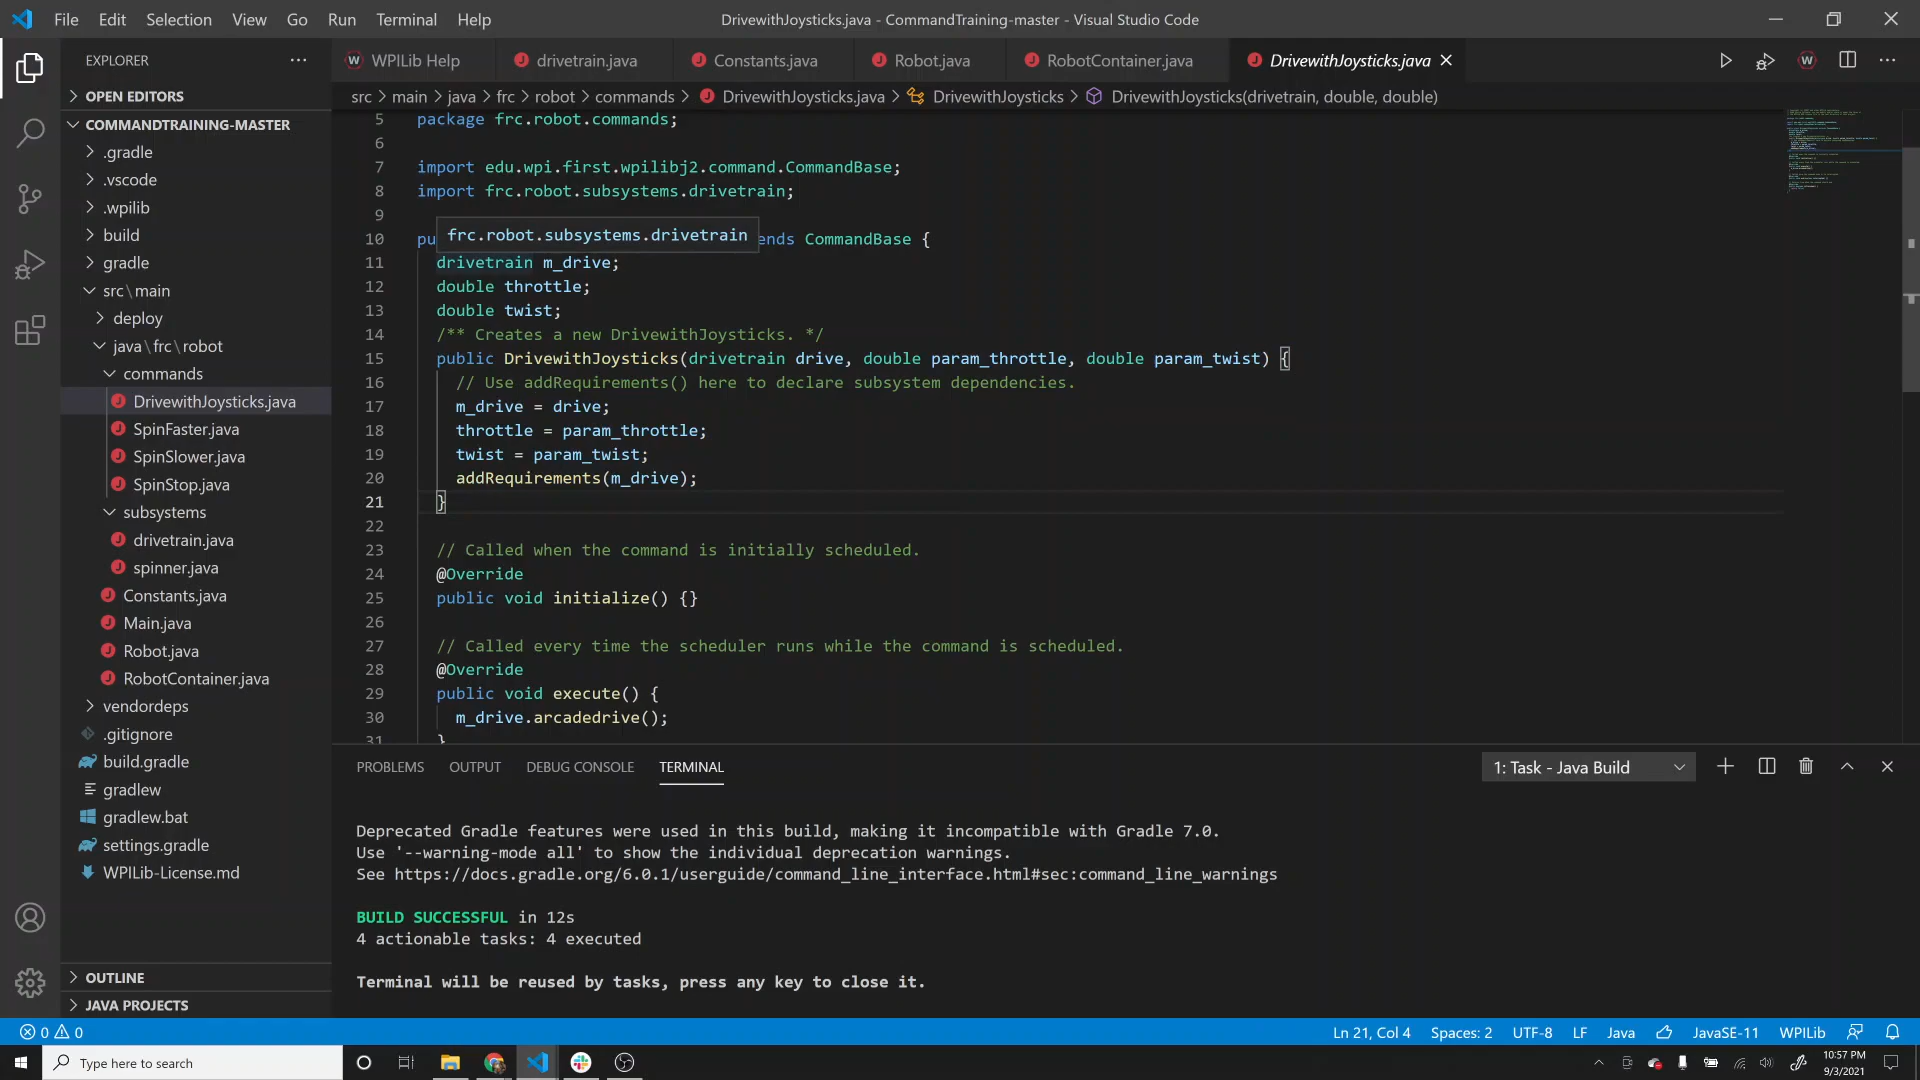 File Edit Selection View Go Run Terminal Help
DrivewithJoysticks.java - CommandTraining-master - Visual Studio Code
EXPLORER
OPEN EDITORS
COMMANDTRAINING-MASTER
.gradle
.vscode
.wpilib
build
gradle
src\main
deploy
java\frc\robot
commands
DrivewithJoysticks.java
SpinFaster.java
SpinSlower.java
SpinStop.java
subsystems
drivetrain.java
spinner.java
Constants.java
Main.java
Robot.java
RobotContainer.java
vendordeps
.gitignore
build.gradle
gradlew
gradlew.bat
settings.gradle
WPILib-License.md
OUTLINE
JAVA PROJECTS
WPILib Help drivetrain.java Constants.java Robot.java RobotContainer.java DrivewithJoysticks.java
src > main > java > frc > robot > commands > DrivewithJoysticks.java > DrivewithJoysticks > DrivewithJoysticks(drivetrain, double, double)
5 package frc.robot.commands;
6
7 import edu.wpi.first.wpilibj2.command.CommandBase;
8 import frc.robot.subsystems.drivetrain;
9
frc.robot.subsystems.drivetrain
10 pu ends CommandBase {
11 drivetrain m_drive;
12 double throttle;
13 double twist;
14 /** Creates a new DrivewithJoysticks. */
15 public DrivewithJoysticks(drivetrain drive, double param_throttle, double param_twist) {
16 // Use addRequirements() here to declare subsystem dependencies.
17 m_drive = drive;
18 throttle = param_throttle;
19 twist = param_twist;
20 addRequirements(m_drive);
21 }
22
23 // Called when the command is initially scheduled.
24 @Override
25 public void initialize() {}
26
27 // Called every time the scheduler runs while the command is scheduled.
28 @Override
29 public void execute() {
30 m_drive.arcadedrive();
31 }
PROBLEMS OUTPUT DEBUG CONSOLE TERMINAL
1: Task - Java Build
Deprecated Gradle features were used in this build, making it incompatible with Gradle 7.0.
Use '--warning-mode all' to show the individual deprecation warnings.
See https://docs.gradle.org/6.0.1/userguide/command_line_interface.html#sec:command_line_warnings
BUILD SUCCESSFUL in 12s
4 actionable tasks: 4 executed
Terminal will be reused by tasks, press any key to close it.
0 0
Ln 21, Col 4 Spaces: 2 UTF-8 LF Java JavaSE-11 WPILib
Type here to search
10:57 PM
9/3/2021